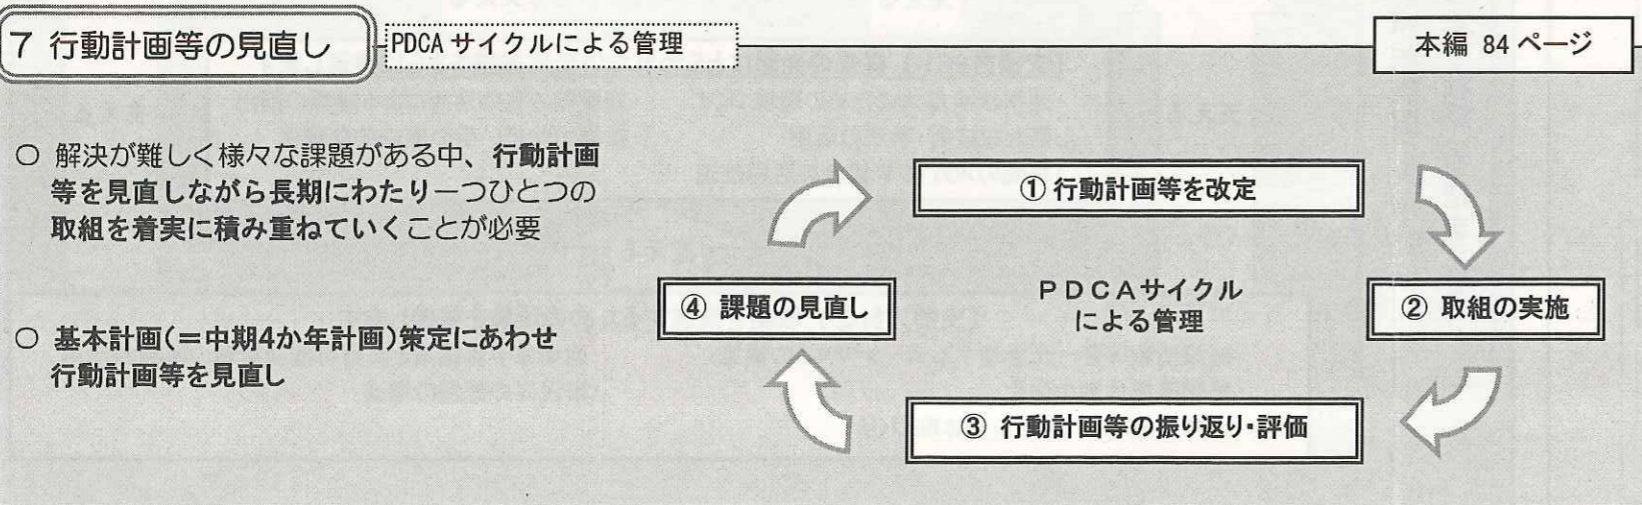 7 行動計画等の見直し
PDCAサイクルによる管理
本編 84ページ
○ 解決が難しく様々な課題がある中、行動計画
等を見直しながら長期にわたり一つひとつの
取組を着実に積み重ねていくことが必要
○ 基本計画(=中期4か年計画)策定にあわせ
行動計画等を見直し
①行動計画等を改定
④ 課題の見直し
PDCAサイクル
による管理
② 取組の実施
③ 行動計画等の振り返り・評価